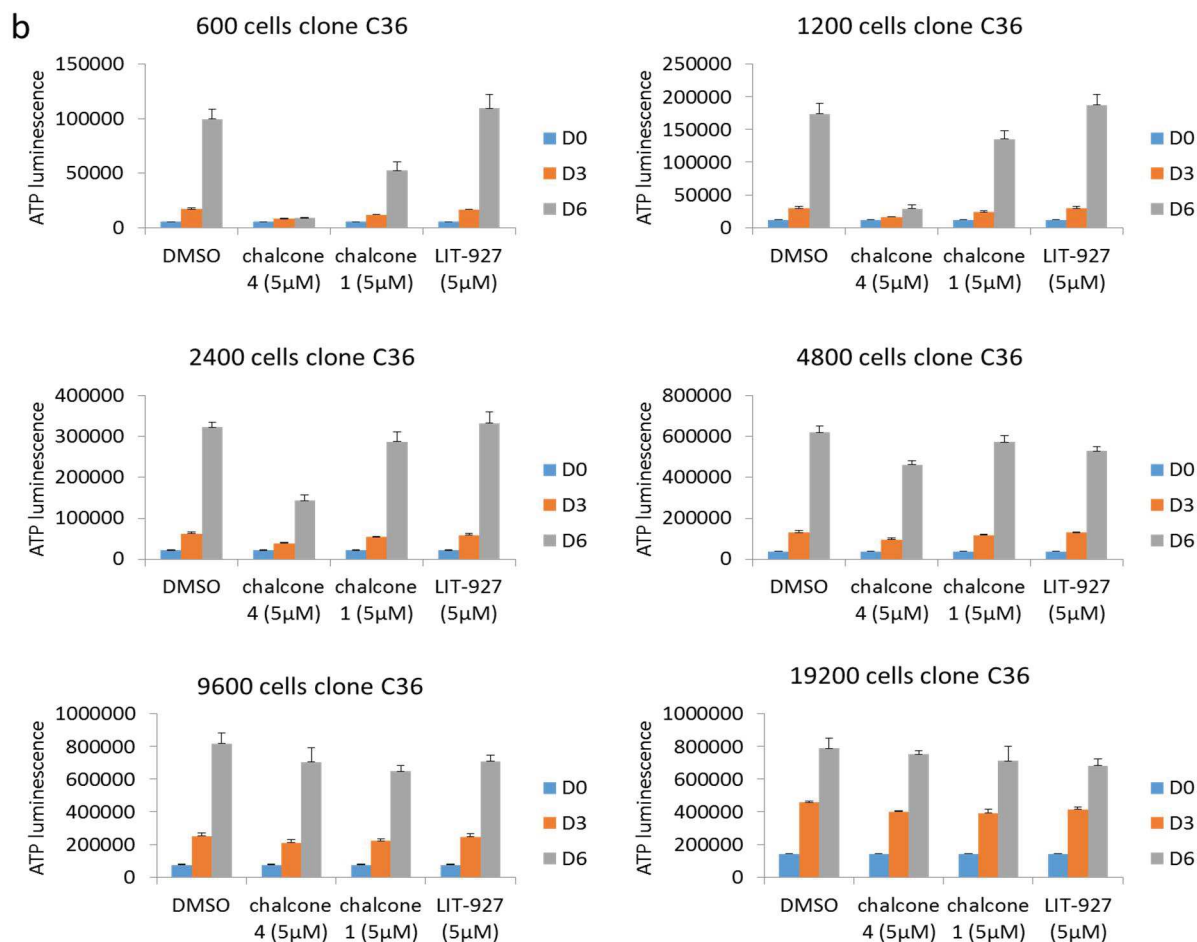 b
600 cells clone C36
ATP luminescence
150000
100000
50000
0
DMSO
chalcone
4 (5µM)
chalcone
1 (5µM)
LIT-927
(5µM)
D0
D3
D6
1200 cells clone C36
ATP luminescence
250000
200000
150000
100000
50000
0
DMSO
chalcone
4 (5µM)
chalcone
1 (5µM)
LIT-927
(5µM)
D0
D3
D6
2400 cells clone C36
ATP luminescence
400000
300000
200000
100000
0
DMSO
chalcone
4 (5µM)
chalcone
1 (5µM)
LIT-927
(5µM)
D0
D3
D6
4800 cells clone C36
ATP luminescence
800000
600000
400000
200000
0
DMSO
chalcone
4 (5µM)
chalcone
1 (5µM)
LIT-927
(5µM)
D0
D3
D6
9600 cells clone C36
ATP luminescence
1000000
800000
600000
400000
200000
0
DMSO
chalcone
4 (5µM)
chalcone
1 (5µM)
LIT-927
(5µM)
D0
D3
D6
19200 cells clone C36
ATP luminescence
1000000
800000
600000
400000
200000
0
DMSO
chalcone
4 (5µM)
chalcone
1 (5µM)
LIT-927
(5µM)
D0
D3
D6